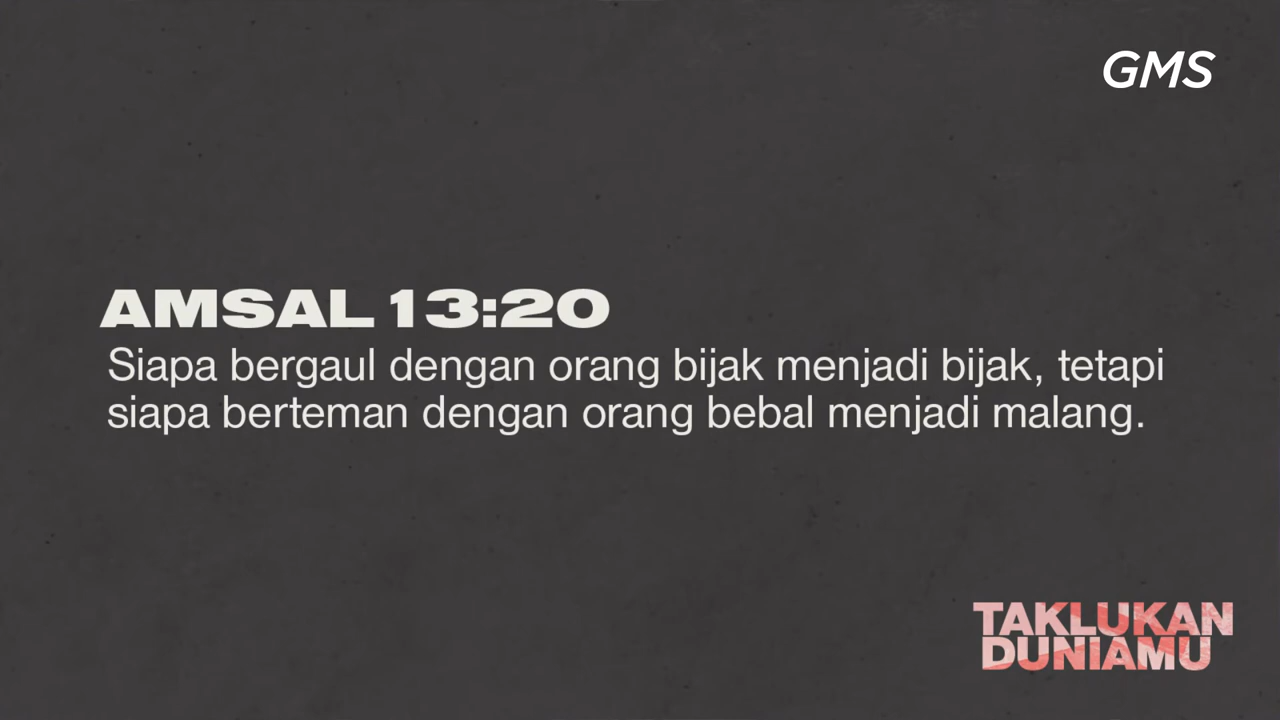 GMS
AMSAL 13:20
Siapa bergaul dengan orang bijak menjadi bijak, tetapi
siapa berteman dengan orang bebal menjadi malang.
TAKLUKAN
DUNIAMU